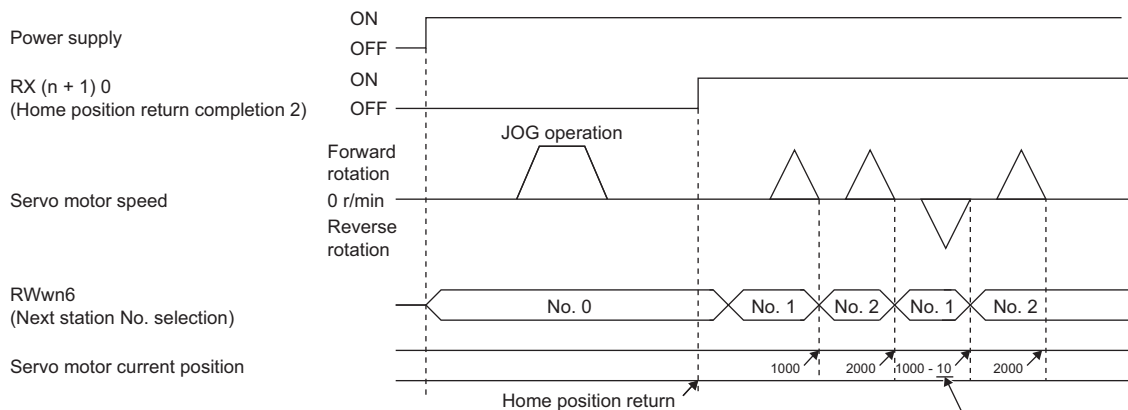 Power supply
ON
OFF
RX (n + 1) 0
(Home position return completion 2)
ON
OFF
JOG operation
Servo motor speed
Forward
rotation
0 r/min
Reverse
rotation
RWwn6
(Next station No. selection)
No. 0
No. 1
No. 2
No. 1
No. 2
Servo motor current position
1000
2000
1000 - 10
2000
Home position return